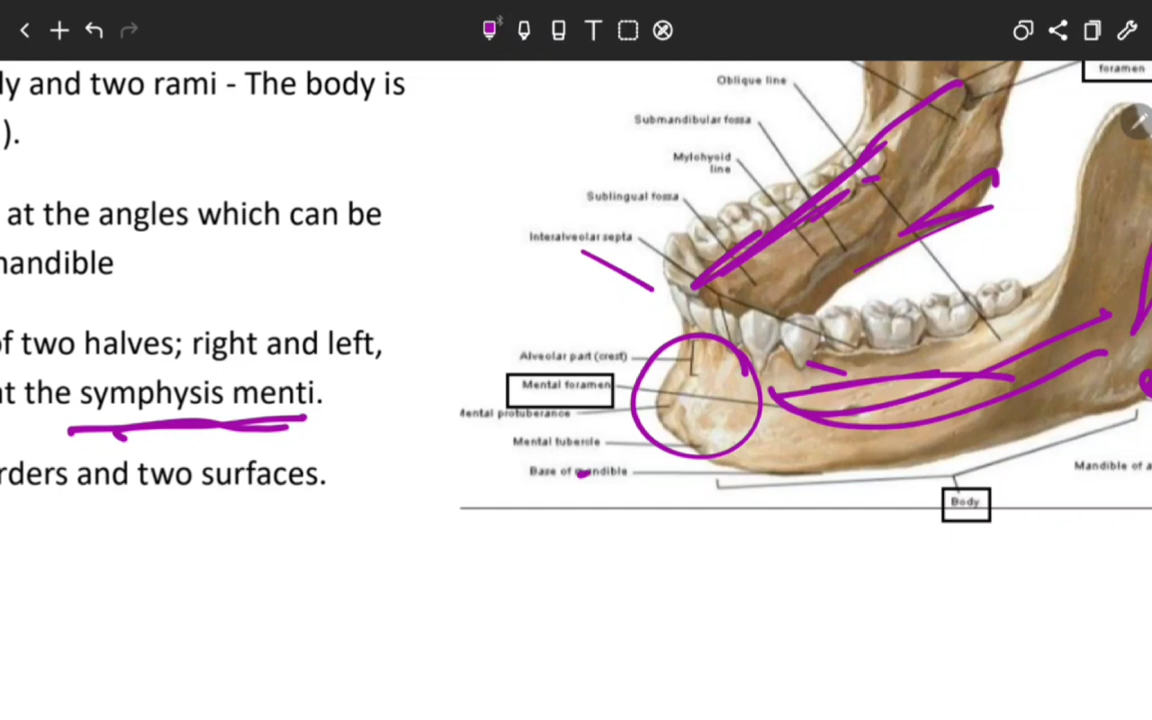 ly and two rami - The body is
).
at the angles which can be
nandible
of two halves; right and left,
at the symphysis menti.
rders and two surfaces.
foramen
Oblique line
Submandibular fossa
Mylohyoid
line
Sublingual fossa
Interalveolar septa
Alveolar part (crest)
Mental foramen
Mental protuberance
Mental tubercle
Base of mandible
Mandible of a
Body